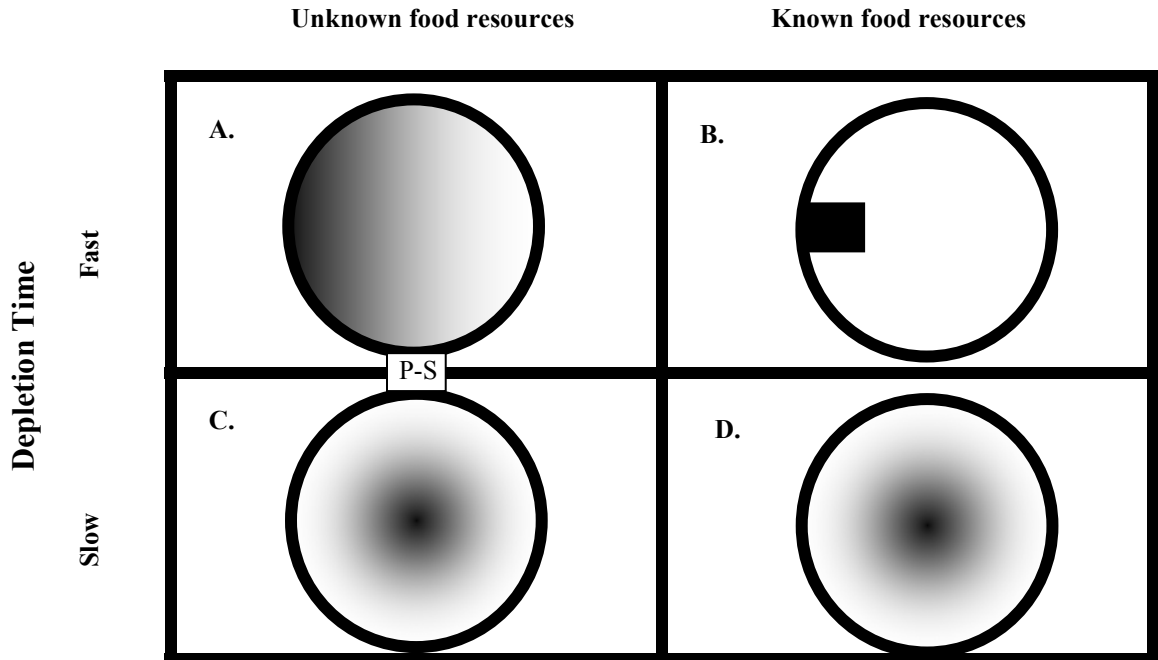 Unknown food resources
Known food resources
A.
B.
Fast
Depletion Time
P-S
C.
D.
Slow